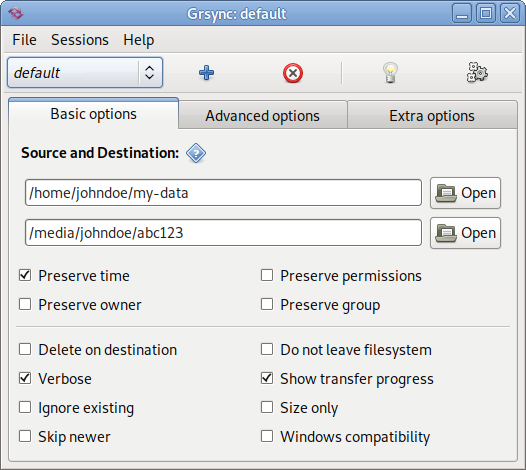 Grsync: default
File Sessions Help
default
Basic options Advanced options Extra options
Source and Destination: ?
/home/johndoe/my-data Open
/media/johndoe/abc123 Open
Preserve time Preserve permissions
Preserve owner Preserve group
Delete on destination Do not leave filesystem
Verbose Show transfer progress
Ignore existing Size only
Skip newer Windows compatibility